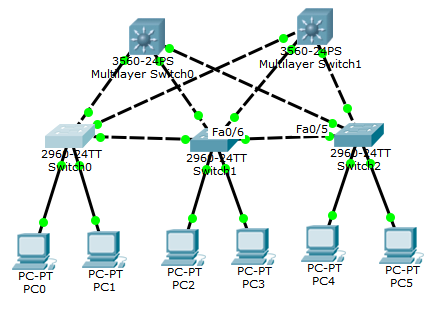 3560-24PS
Multilayer Switch0
3560-24PS
Multilayer Switch1
Fa0/6
Fa0/5
2960-24TT
Switch0
2960-24TT
Switch1
2960-24TT
Switch2
PC-PT
PC0
PC-PT
PC1
PC-PT
PC2
PC-PT
PC3
PC-PT
PC4
PC-PT
PC5